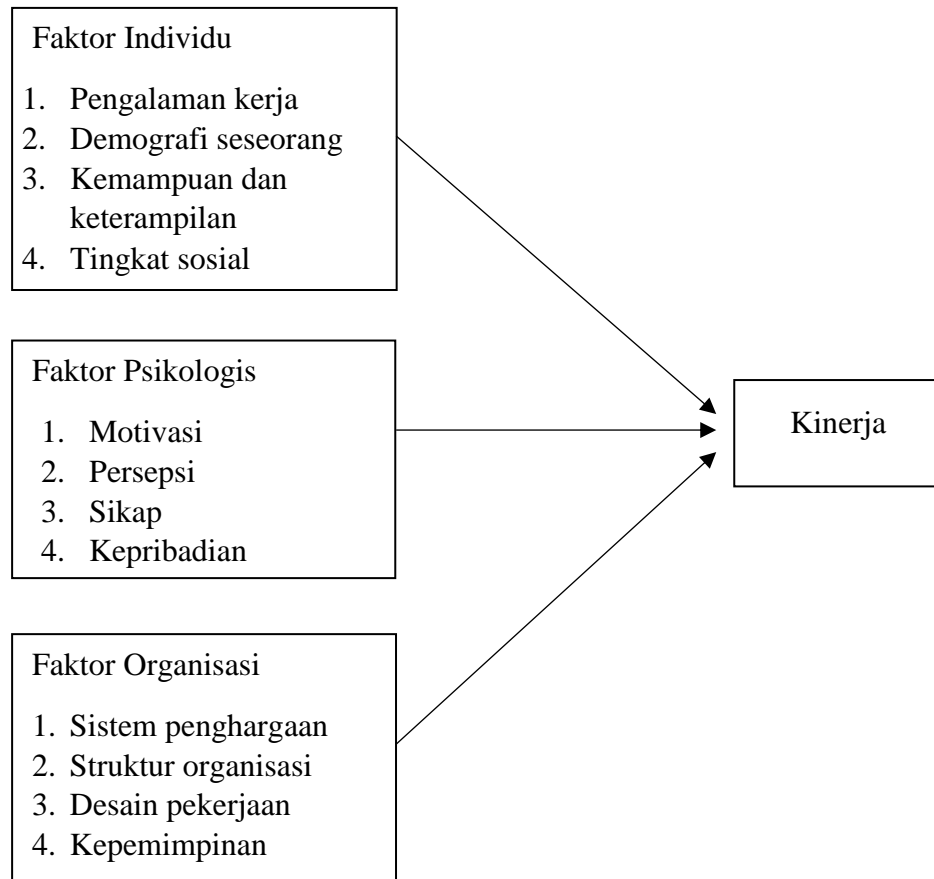 Faktor Individu
1. Pengalaman kerja
2. Demografi seseorang
3. Kemampuan dan
keterampilan
4. Tingkat sosial
Faktor Psikologis
1. Motivasi
2. Persepsi
3. Sikap
4. Kepribadian
Kinerja
Faktor Organisasi
1. Sistem penghargaan
2. Struktur organisasi
3. Desain pekerjaan
4. Kepemimpinan